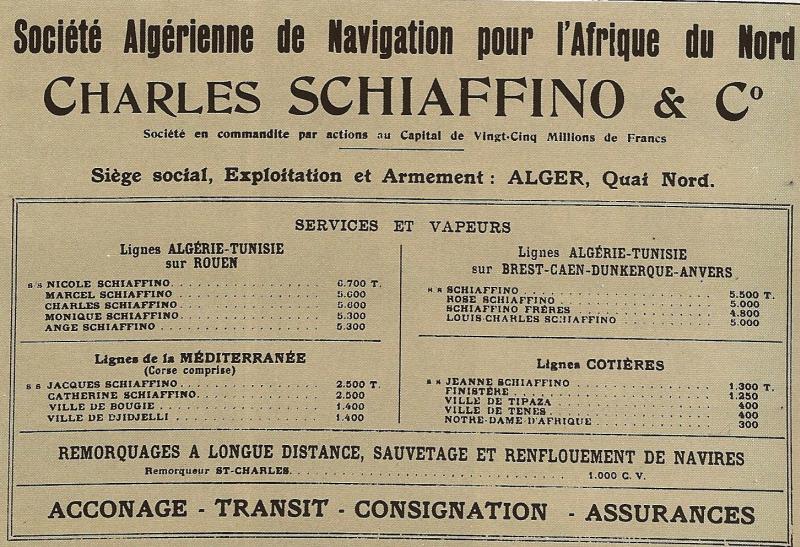 Société Algérienne de Navigation pour l'Afrique du Nord
CHARLES SCHIAFFINO & Cº
Société en commandite par actions au Capital de Vingt-Cinq Millions de Francs
Siège social, Exploitation et Armement : ALGER, Quai Nord.
SERVICES ET VAPEURS
Lignes ALGÉRIE-TUNISIE
sur ROUEN
s/s NICOLE SCHIAFFINO. 6.700 T.
MARCEL SCHIAFFINO. 5.600
CHARLES SCHIAFFINO. 5.600
MONIQUE SCHIAFFINO. 5.300
ANGE SCHIAFFINO 5.300
Lignes ALGÉRIE-TUNISIE
sur BREST-CAEN-DUNKERQUE-ANVERS
s s SCHIAFFINO. 5.500 T.
ROSE SCHIAFFINO 5.000
SCHIAFFINO FRÈRES 4.800
LOUIS-CHARLES SCHIAFFINO 5.000
Lignes de la MÉDITERRANÉE
(Corse comprise)
s s JACQUES SCHIAFFINO. 2.500 T.
CATHERINE SCHIAFFINO. 2.500
VILLE DE BOUGIE 1.400
VILLE DE DJIDJELLI 1.400
Lignes COTIÈRES
s s JEANNE SCHIAFFINO 1.300 T.
FINISTÈRE 1.250
VILLE DE TIPAZA 400
VILLE DE TENES. 400
NOTRE-DAME-D'AFRIQUE 300
REMORQUAGES A LONGUE DISTANCE, SAUVETAGE ET RENFLOUEMENT DE NAVIRES
Remorqueur ST-CHARLES. 1.000 C. V.
ACCONAGE - TRANSIT - CONSIGNATION - ASSURANCES